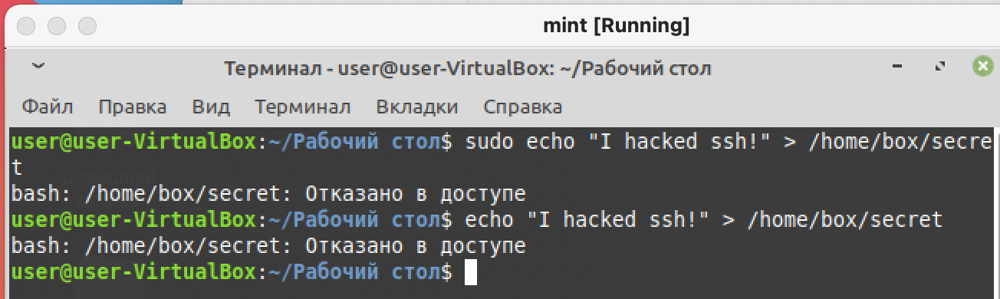 mint [Running]
Терминал - user@user-VirtualBox: ~/Рабочий стол
Файл Правка Вид Терминал Вкладки Справка
user@user-VirtualBox:~/Рабочий стол$ sudo echo "I hacked ssh!" > /home/box/secre
t
bash: /home/box/secret: Отказано в доступе
user@user-VirtualBox:~/Рабочий стол$ echo "I hacked ssh!" > /home/box/secret
bash: /home/box/secret: Отказано в доступе
user@user-VirtualBox:~/Рабочий стол$